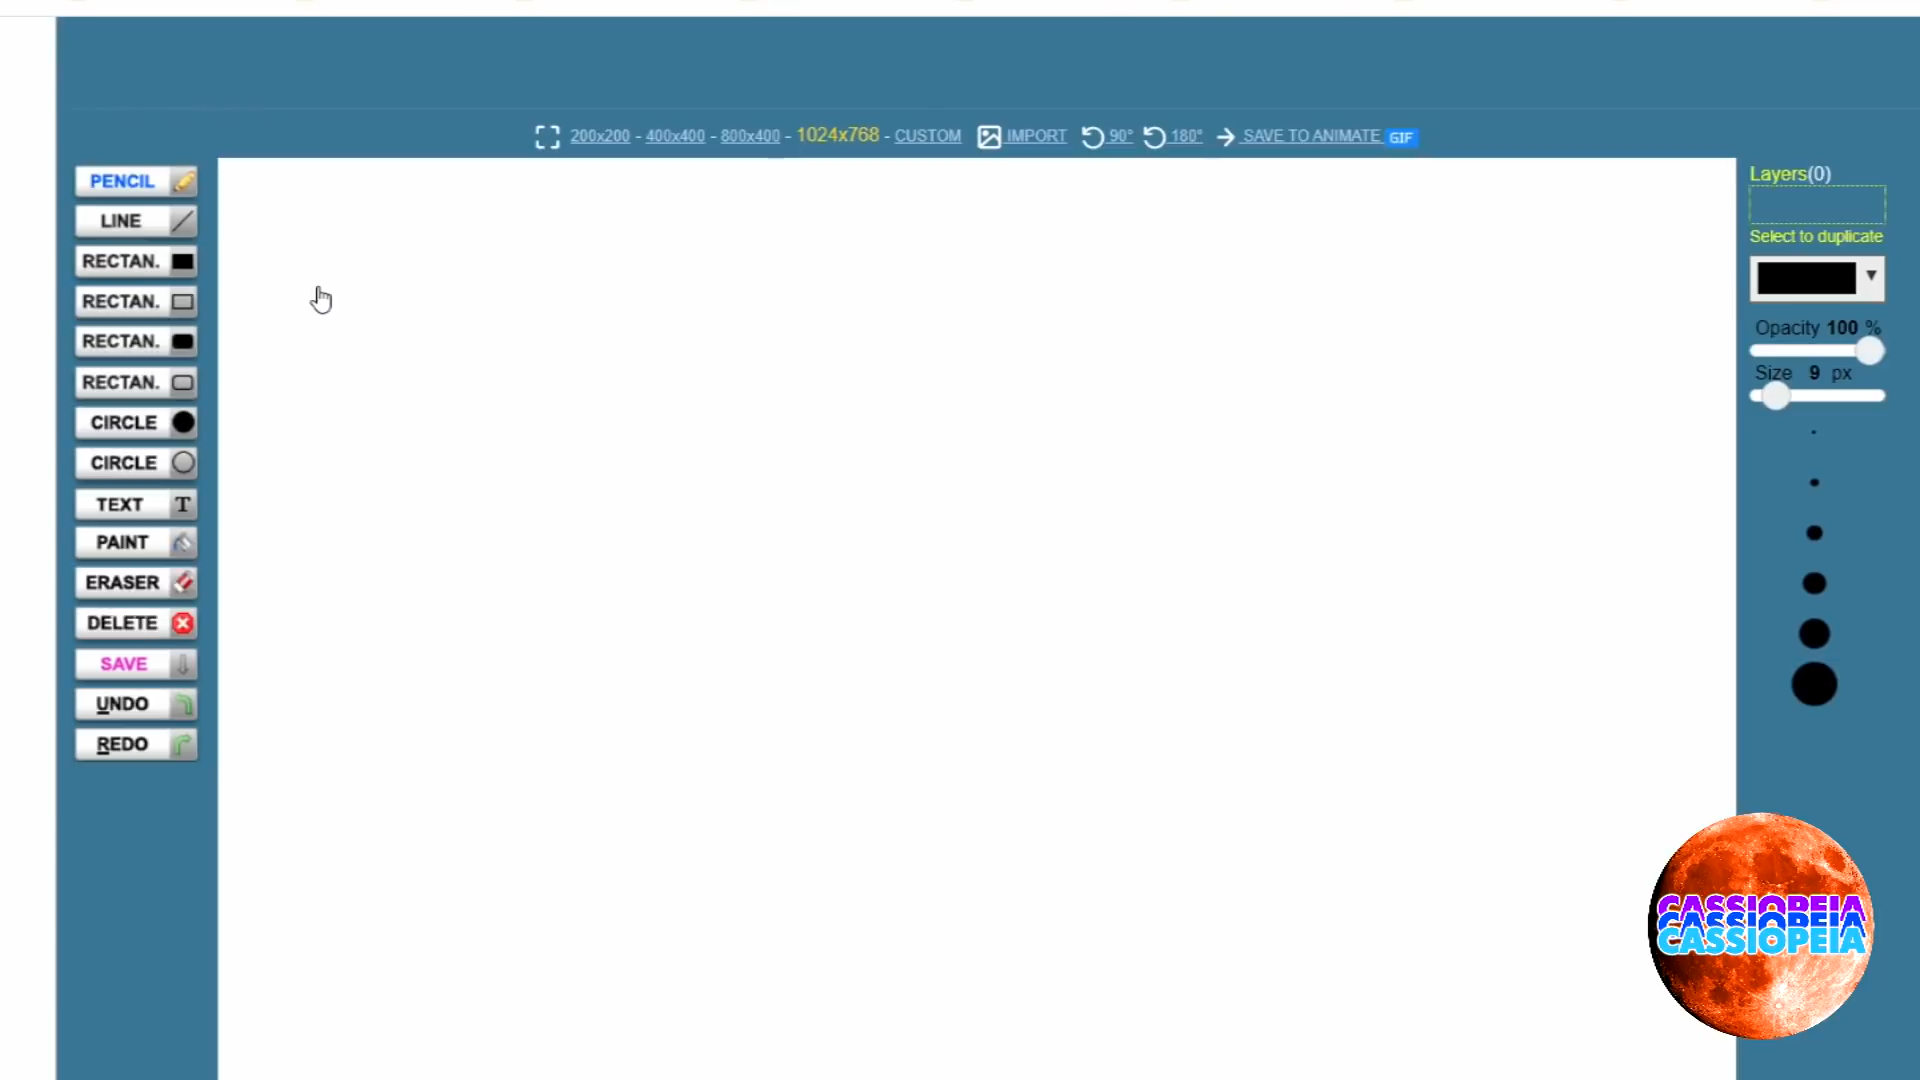 200x200 - 400x400 - 800x400 - 1024x768 - CUSTOM IMPORT 90° 180° SAVE TO ANIMATE GIF
PENCIL
LINE
RECTAN.
RECTAN.
RECTAN.
RECTAN.
CIRCLE
CIRCLE
TEXT T
PAINT
ERASER
DELETE
SAVE
UNDO
REDO
Layers(0)
Select to duplicate
Opacity 100 %
Size 9 px
CASSIOPEIA
CASSIOPEIA
CASSIOPEIA